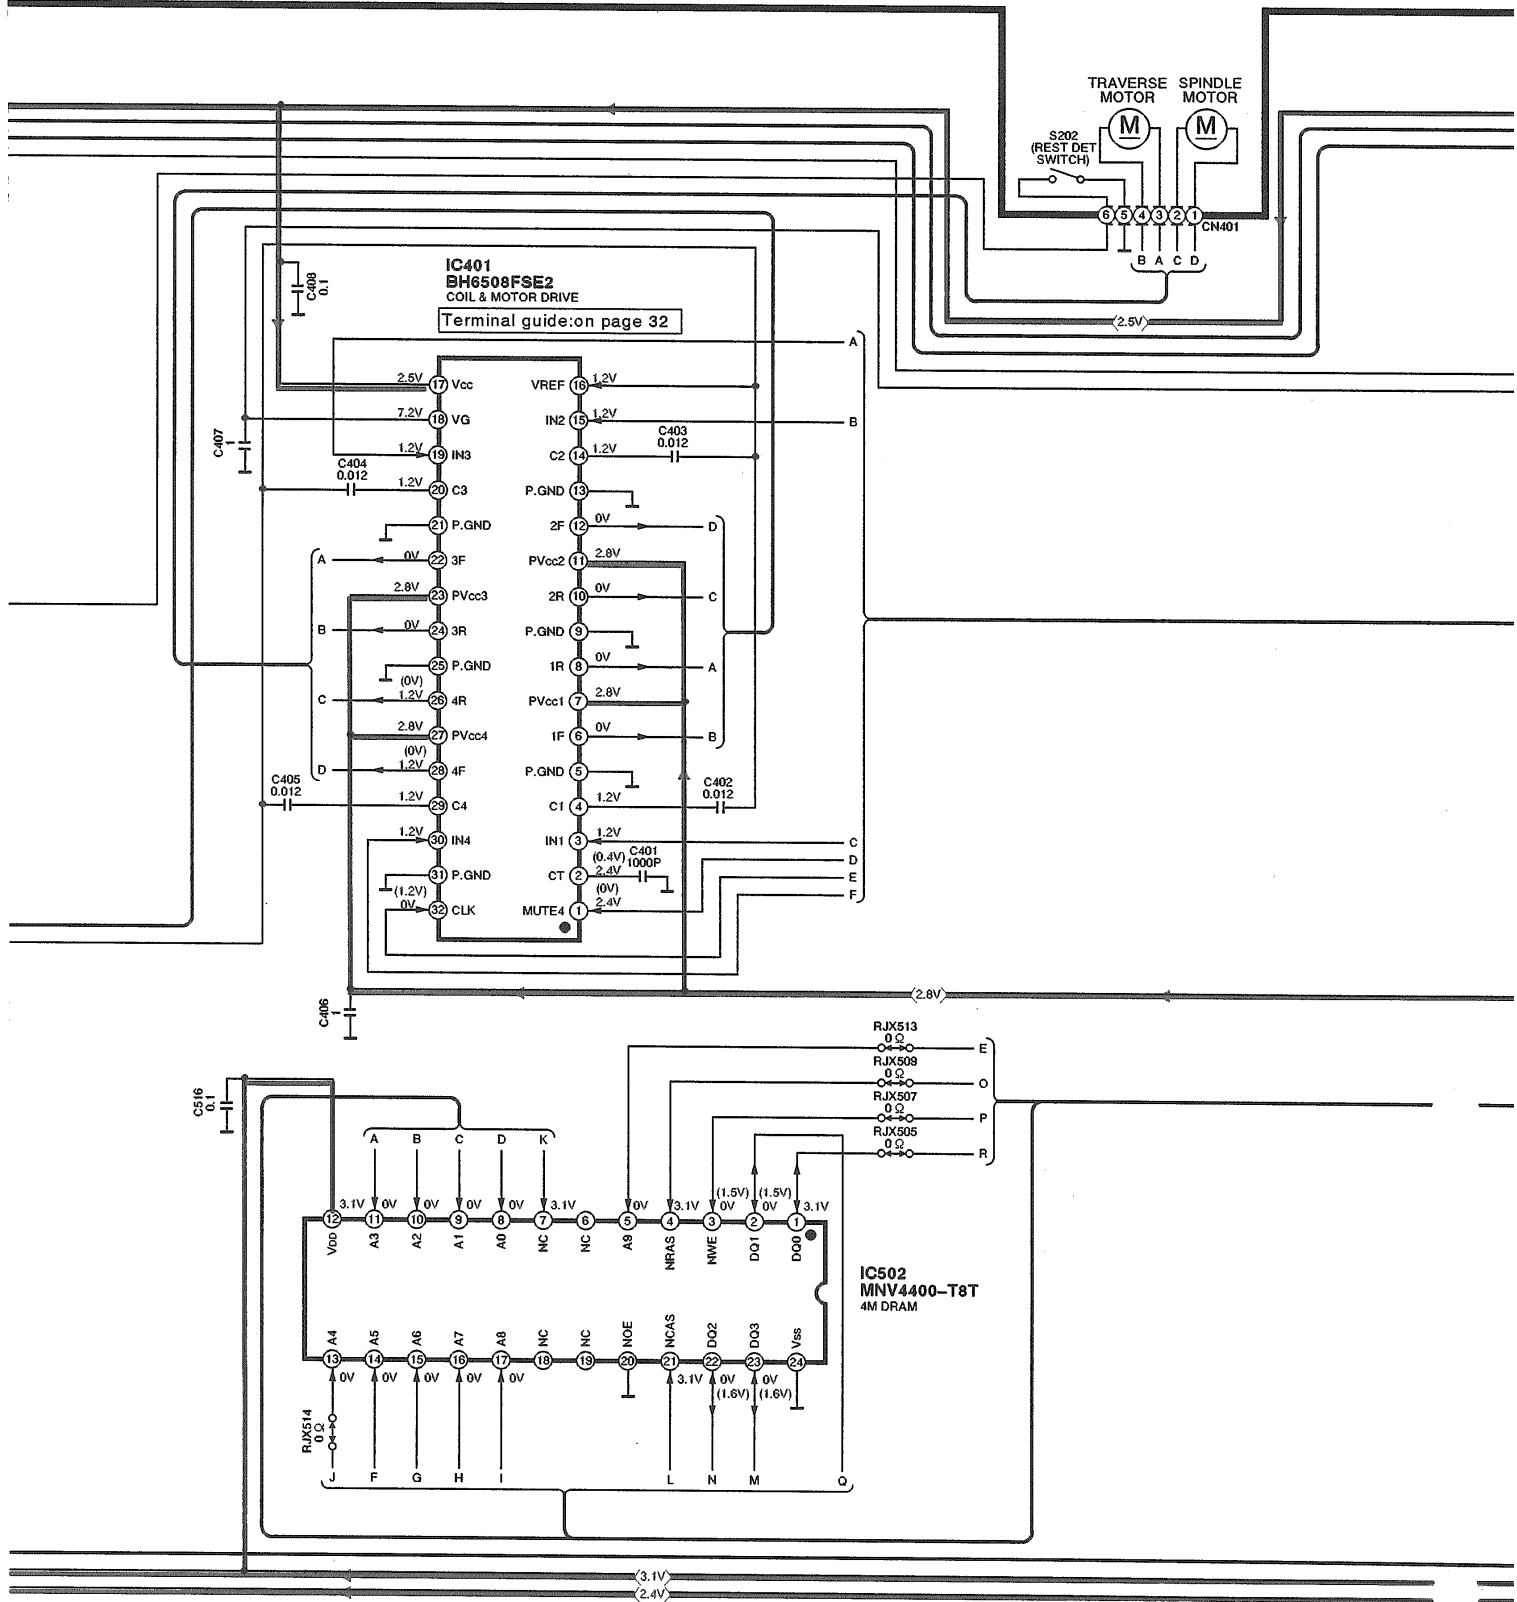 TRAVERSE MOTOR
SPINDLE MOTOR
M
M
S202
(REST DET
SWITCH)
6 5 4 3 2 1
CN401
B A C D
(2.5V)
C408
0.1
IC401
BH6508FSE2
COIL & MOTOR DRIVE
Terminal guide:on page 32
A
2.5V 17 Vcc
VREF 16 1.2V
7.2V 18 VG
IN2 15 1.2V
B
C407
1
1.2V 19 IN3
C2 14 1.2V
C403
0.012
C404
0.012
1.2V 20 C3
P.GND 13
21 P.GND
2F 12 0V
D
A
0V 22 3F
PVcc2 11 2.8V
2.8V 23 PVcc3
2R 10 0V
C
B
0V 24 3R
P.GND 9
25 P.GND
1R 8 0V
A
C
(0V)
1.2V 26 4R
PVcc1 7 2.8V
2.8V 27 PVcc4
1F 6 0V
B
D
(0V)
1.2V 28 4F
P.GND 5
C405
0.012
1.2V 29 C4
C1 4 1.2V
C402
0.012
1.2V 30 IN4
IN1 3 1.2V
C
31 P.GND
CT 2
(0.4V)
2.4V
C401
1000P
D
E
F
(1.2V)
0V 32 CLK
MUTE4 1
(0V)
2.4V
(2.8V)
C406
1
RJX513
0 Ω
E
RJX509
0 Ω
O
RJX507
0 Ω
P
RJX505
0 Ω
R
C516
0.1
A B C D K
(1.5V) (1.5V)
3.1V 0V 0V 0V 0V 3.1V 0V 3.1V 0V 0V 3.1V
12 11 10 9 8 7 6 5 4 3 2 1
VDD A3 A2 A1 A0 NC NC A9 NRAS NWE DQ1 DQ0
IC502
MNV4400–T8T
4M DRAM
A4 A5 A6 A7 A8 NC NC NOE NCAS DQ2 DQ3 Vss
13 14 15 16 17 18 19 20 21 22 23 24
0V 0V 0V 0V 0V 3.1V 0V 0V
(1.6V) (1.6V)
RJX514
0 Ω
J F G H I L N M Q
(3.1V)
(2.4V)